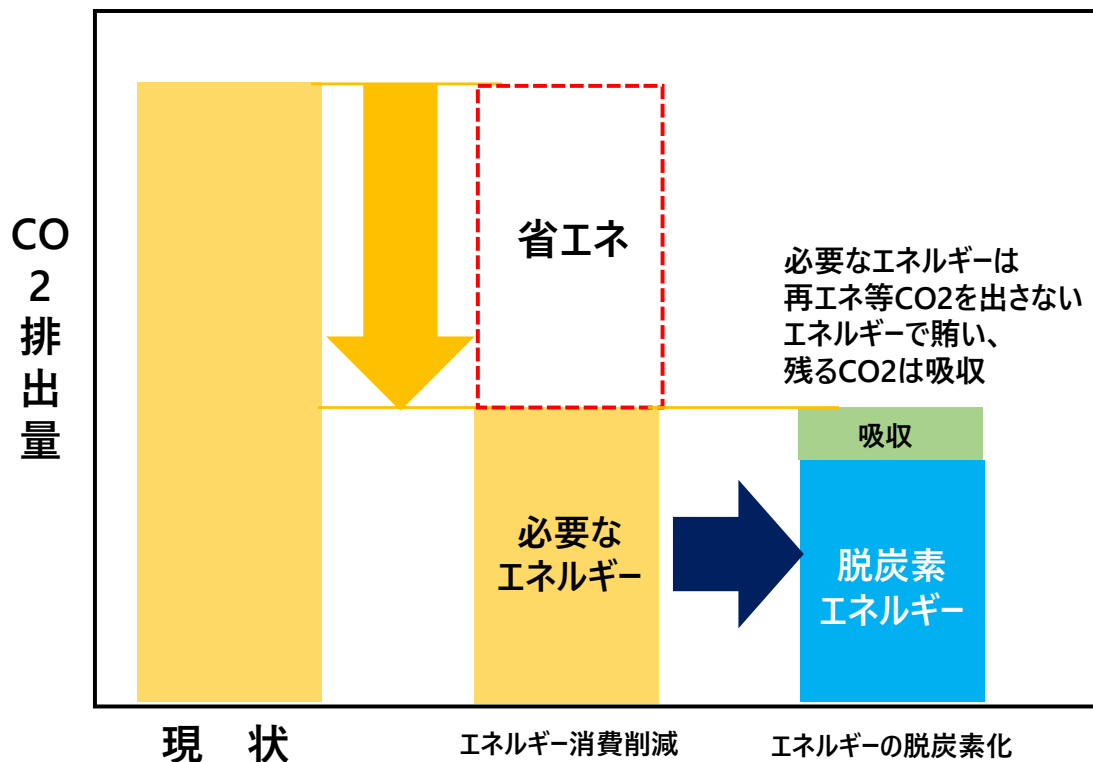 CO
2
排
出
量
省エネ
必要なエネルギーは
再エネ等CO2を出さない
エネルギーで賄い、
残るCO2は吸収
吸収
必要な
エネルギー
脱炭素
エネルギー
現　状
エネルギー消費削減
エネルギーの脱炭素化